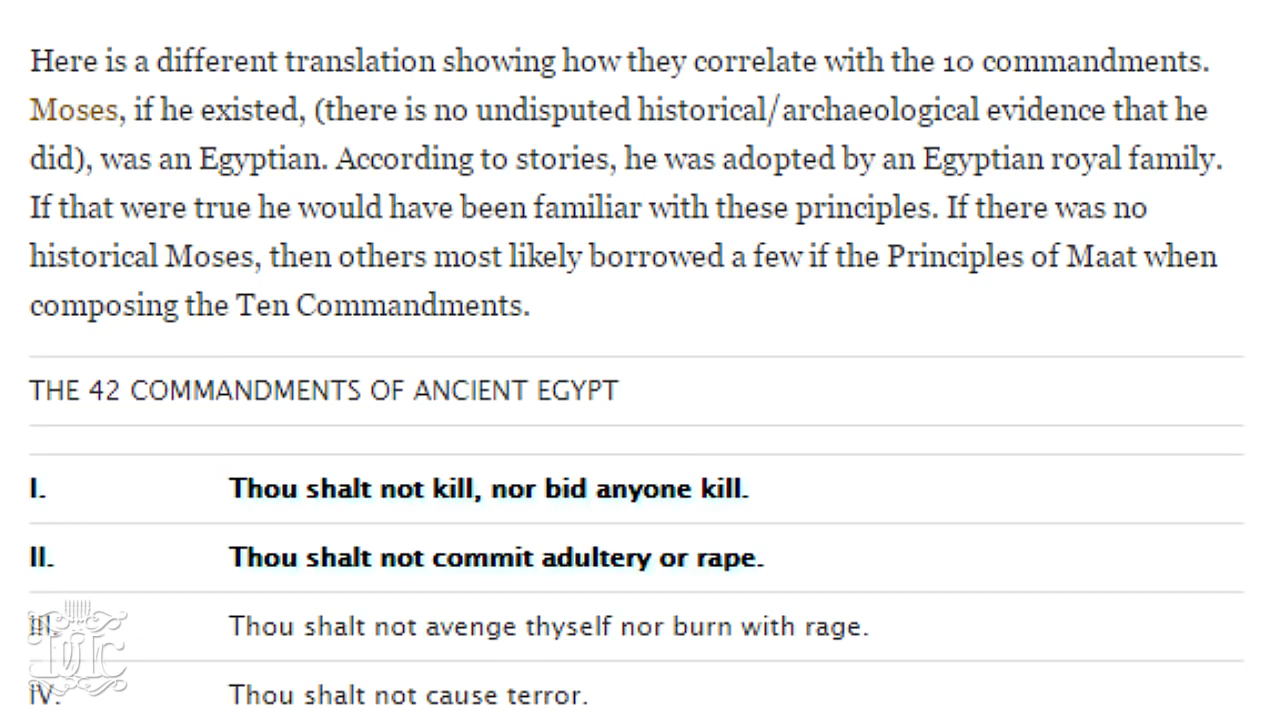 Here is a different translation showing how they correlate with the 10 commandments.
Moses, if he existed, (there is no undisputed historical/archaeological evidence that he
did), was an Egyptian. According to stories, he was adopted by an Egyptian royal family.
If that were true he would have been familiar with these principles. If there was no
historical Moses, then others most likely borrowed a few if the Principles of Maat when
composing the Ten Commandments.
THE 42 COMMANDMENTS OF ANCIENT EGYPT
I. Thou shalt not kill, nor bid anyone kill.
II. Thou shalt not commit adultery or rape.
III. Thou shalt not avenge thyself nor burn with rage.
IV. Thou shalt not cause terror.